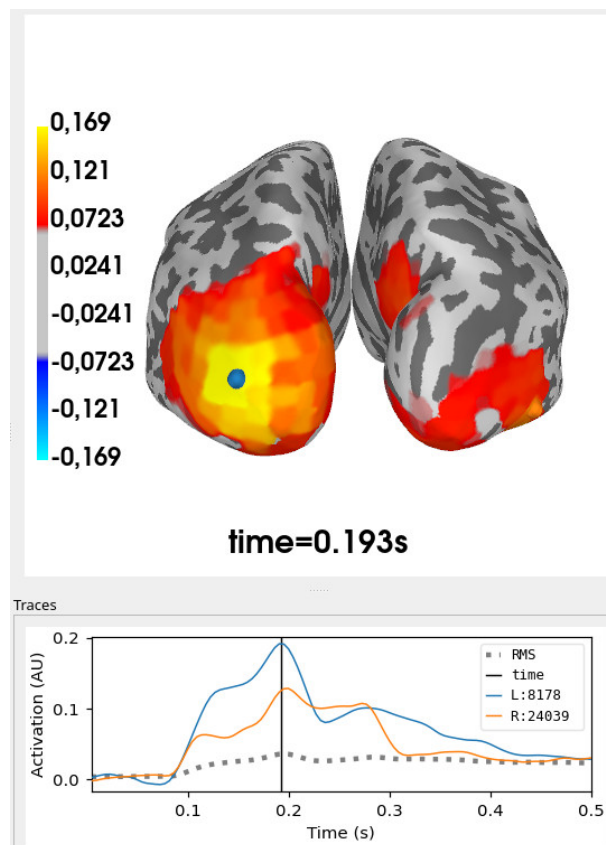 0,169
0,121
0,0723
0,0241
-0,0241
-0,0723
-0,121
-0,169
time=0.193s
Traces
Activation (AU)
0.2
0.1
0.0
RMS
time
L:8178
R:24039
0.1 0.2 0.3 0.4 0.5
Time (s)